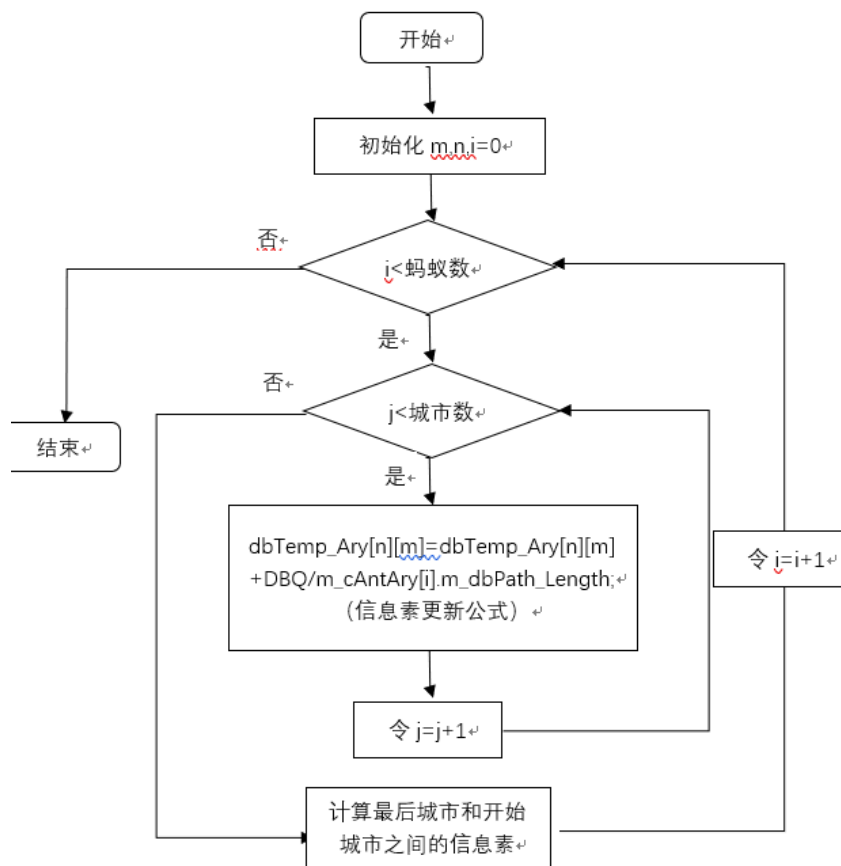 开始
初始化 m,n,i=0
否
i<蚂蚁数
是
否
j<城市数
结束
是
dbTemp_Ary[n][m]=dbTemp_Ary[n][m]
+DBQ/m_cAntAry[i].m_dbPath_Length;
（信息素更新公式）
令 i=i+1
令 j=j+1
计算最后城市和开始
城市之间的信息素